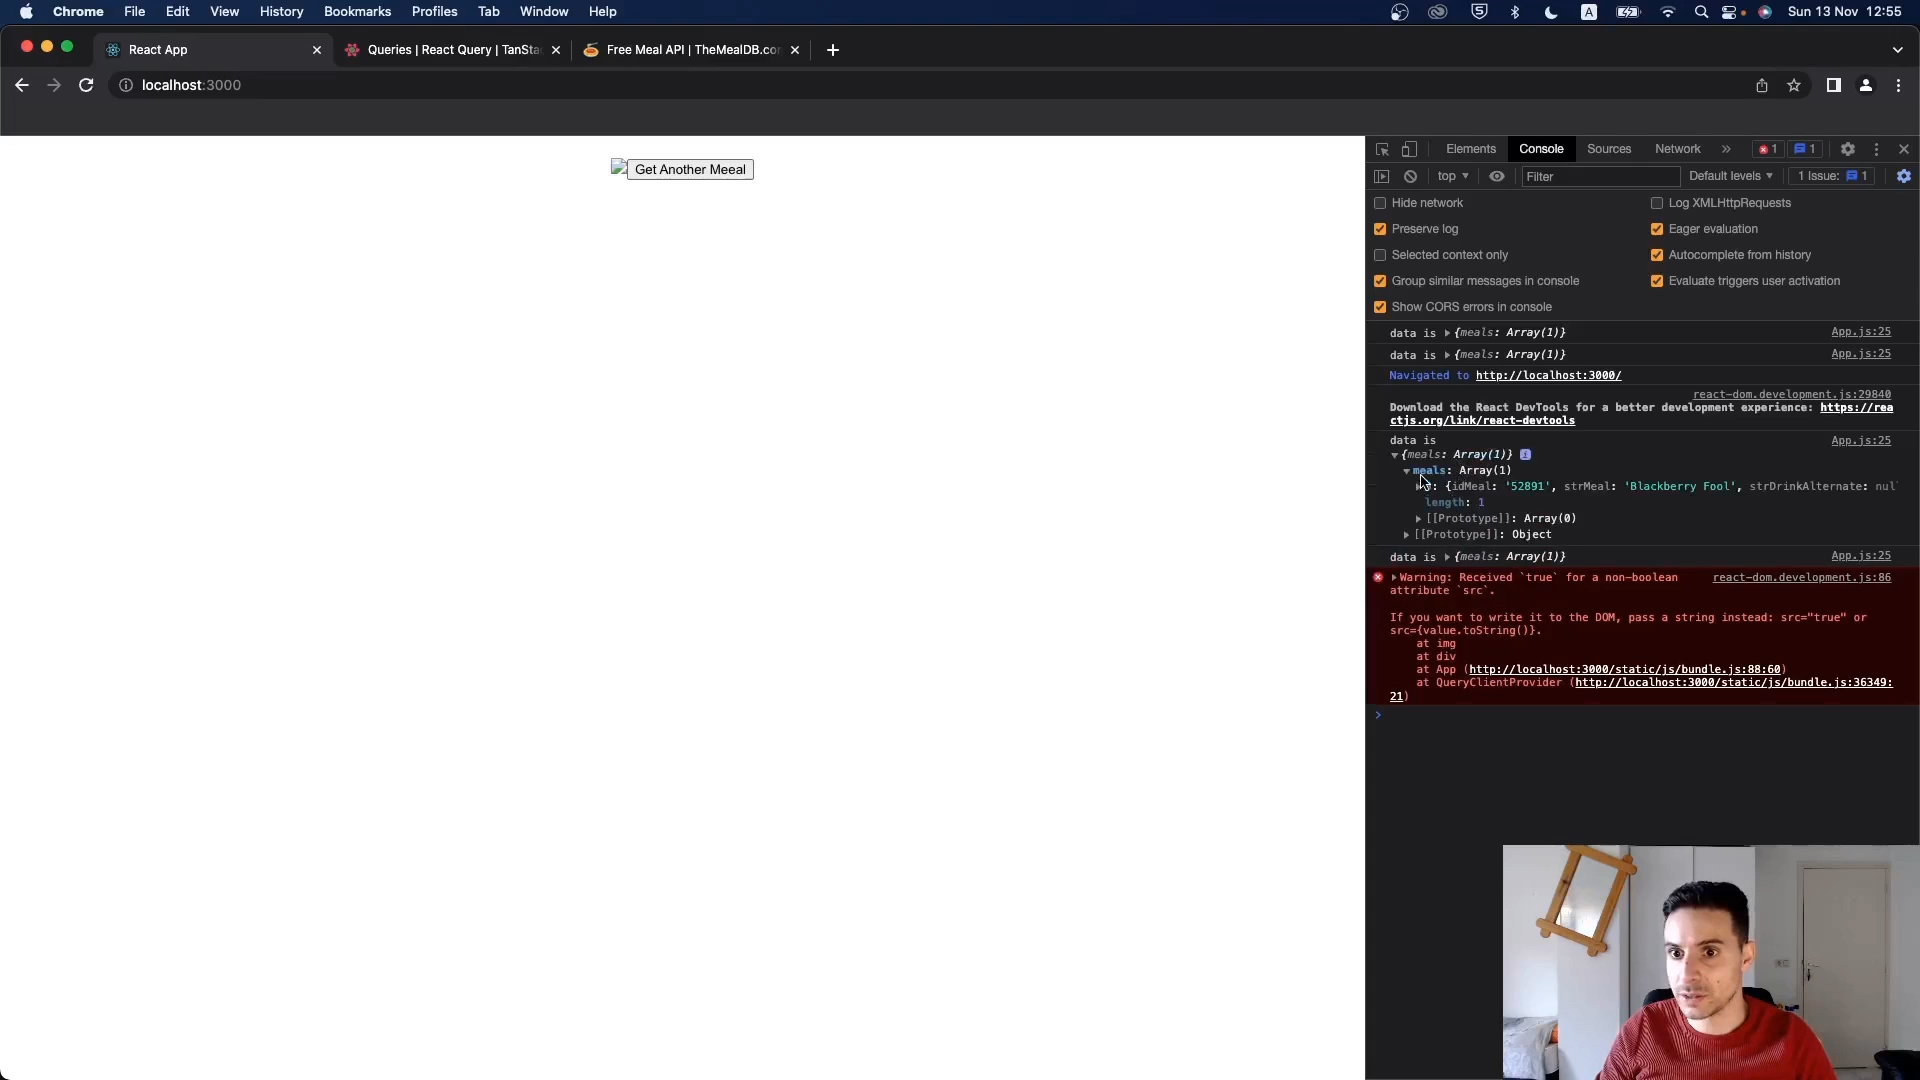 Chrome File Edit View History Bookmarks Profiles Tab Window Help
A
Sun 13 Nov 12:55
React App
Queries | React Query | TanSta
Free Meal API | TheMealDB.co
localhost:3000
Get Another Meeal
Elements Console Sources Network » 1 1
top Filter Default levels 1 Issue: 1
Hide network
Log XMLHttpRequests
Preserve log
Eager evaluation
Selected context only
Autocomplete from history
Group similar messages in console
Evaluate triggers user activation
Show CORS errors in console
data is {meals: Array(1)} App.js:25
data is {meals: Array(1)} App.js:25
Navigated to http://localhost:3000/
react-dom.development.js:29840
Download the React DevTools for a better development experience: https://rea
ctjs.org/link/react-devtools
data is App.js:25
{meals: Array(1)} i
meals: Array(1)
: {idMeal: '52891', strMeal: 'Blackberry Fool', strDrinkAlternate: nul
length: 1
[[Prototype]]: Array(0)
[[Prototype]]: Object
data is {meals: Array(1)} App.js:25
Warning: Received `true` for a non-boolean react-dom.development.js:86
attribute `src`.
If you want to write it to the DOM, pass a string instead: src="true" or
src={value.toString()}.
at img
at div
at App (http://localhost:3000/static/js/bundle.js:88:60)
at QueryClientProvider (http://localhost:3000/static/js/bundle.js:36349:
21)